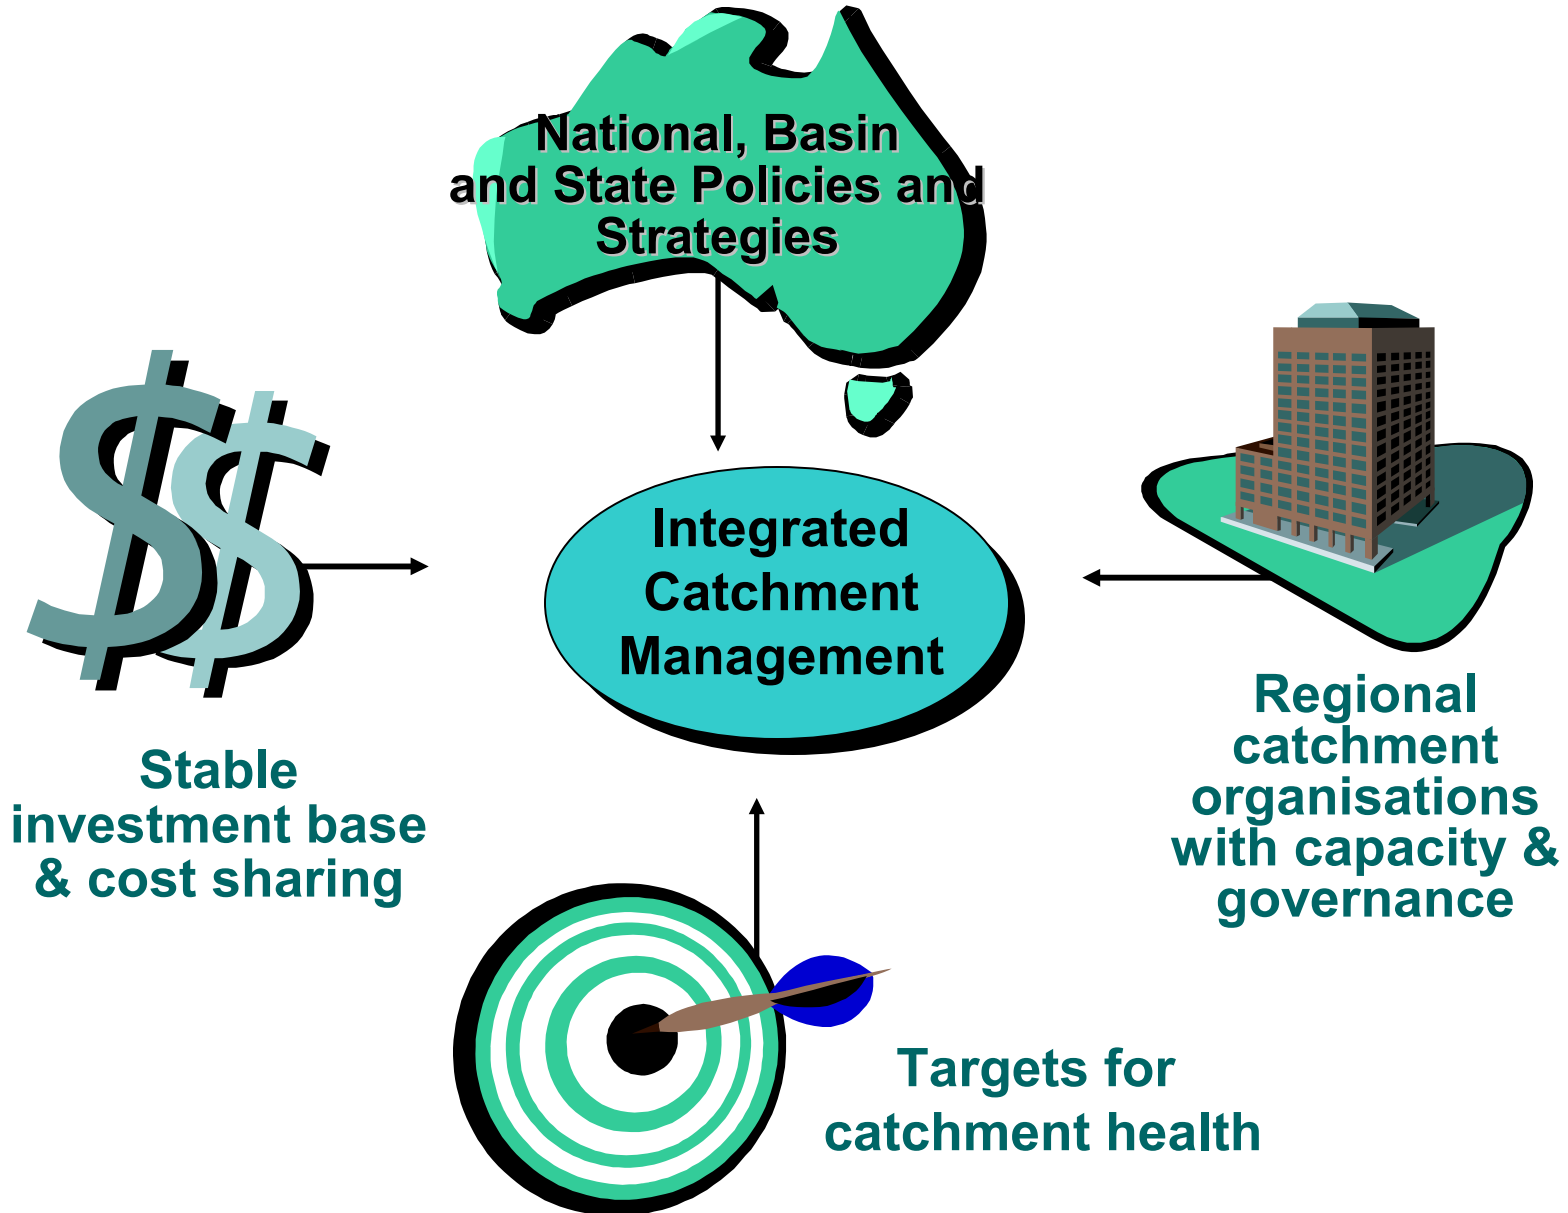 National, Basin
and State Policies and
Strategies
Integrated
Catchment
Management
Stable
investment base
& cost sharing
Regional
catchment
organisations
with capacity &
governance
Targets for
catchment health